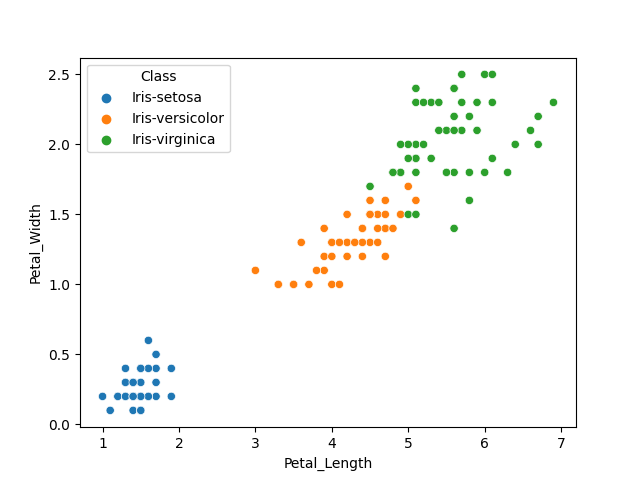 Class
Iris-setosa
Iris-versicolor
Iris-virginica
2.5
2.0
1.5
1.0
0.5
0.0
Petal_Width
1 2 3 4 5 6 7
Petal_Length